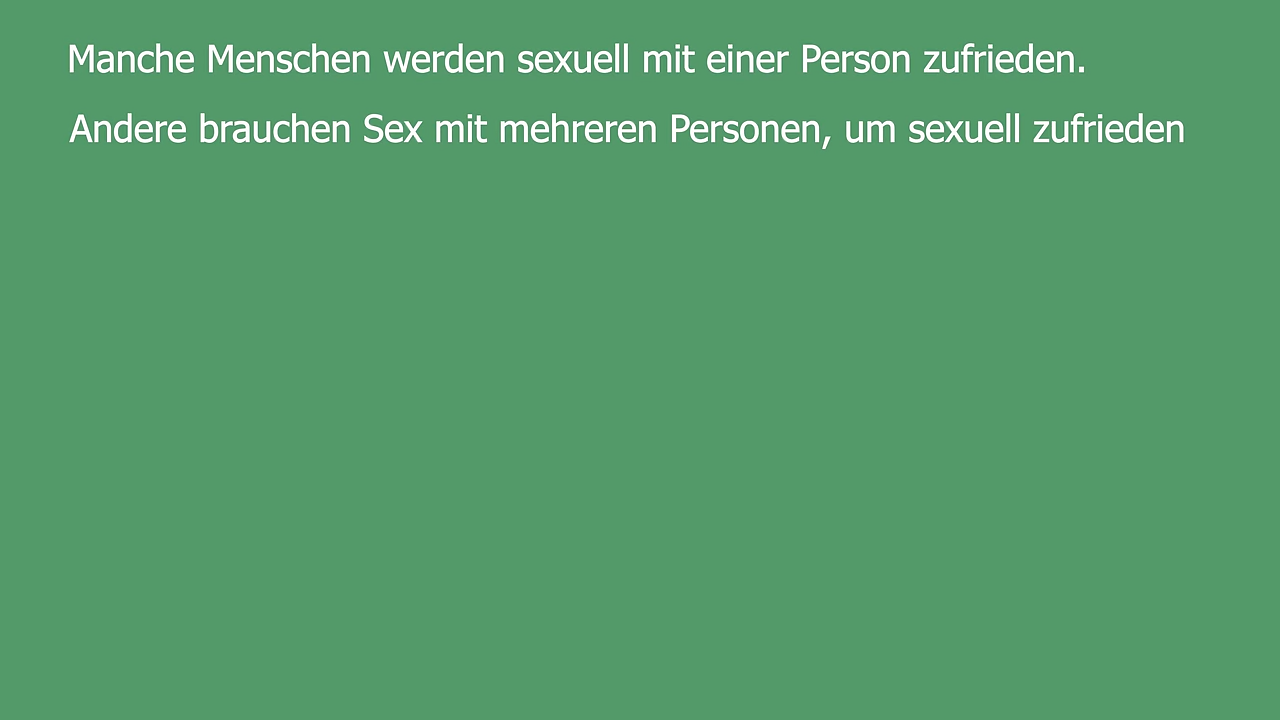 Manche Menschen werden sexuell mit einer Person zufrieden.
Andere brauchen Sex mit mehreren Personen, um sexuell zufrieden